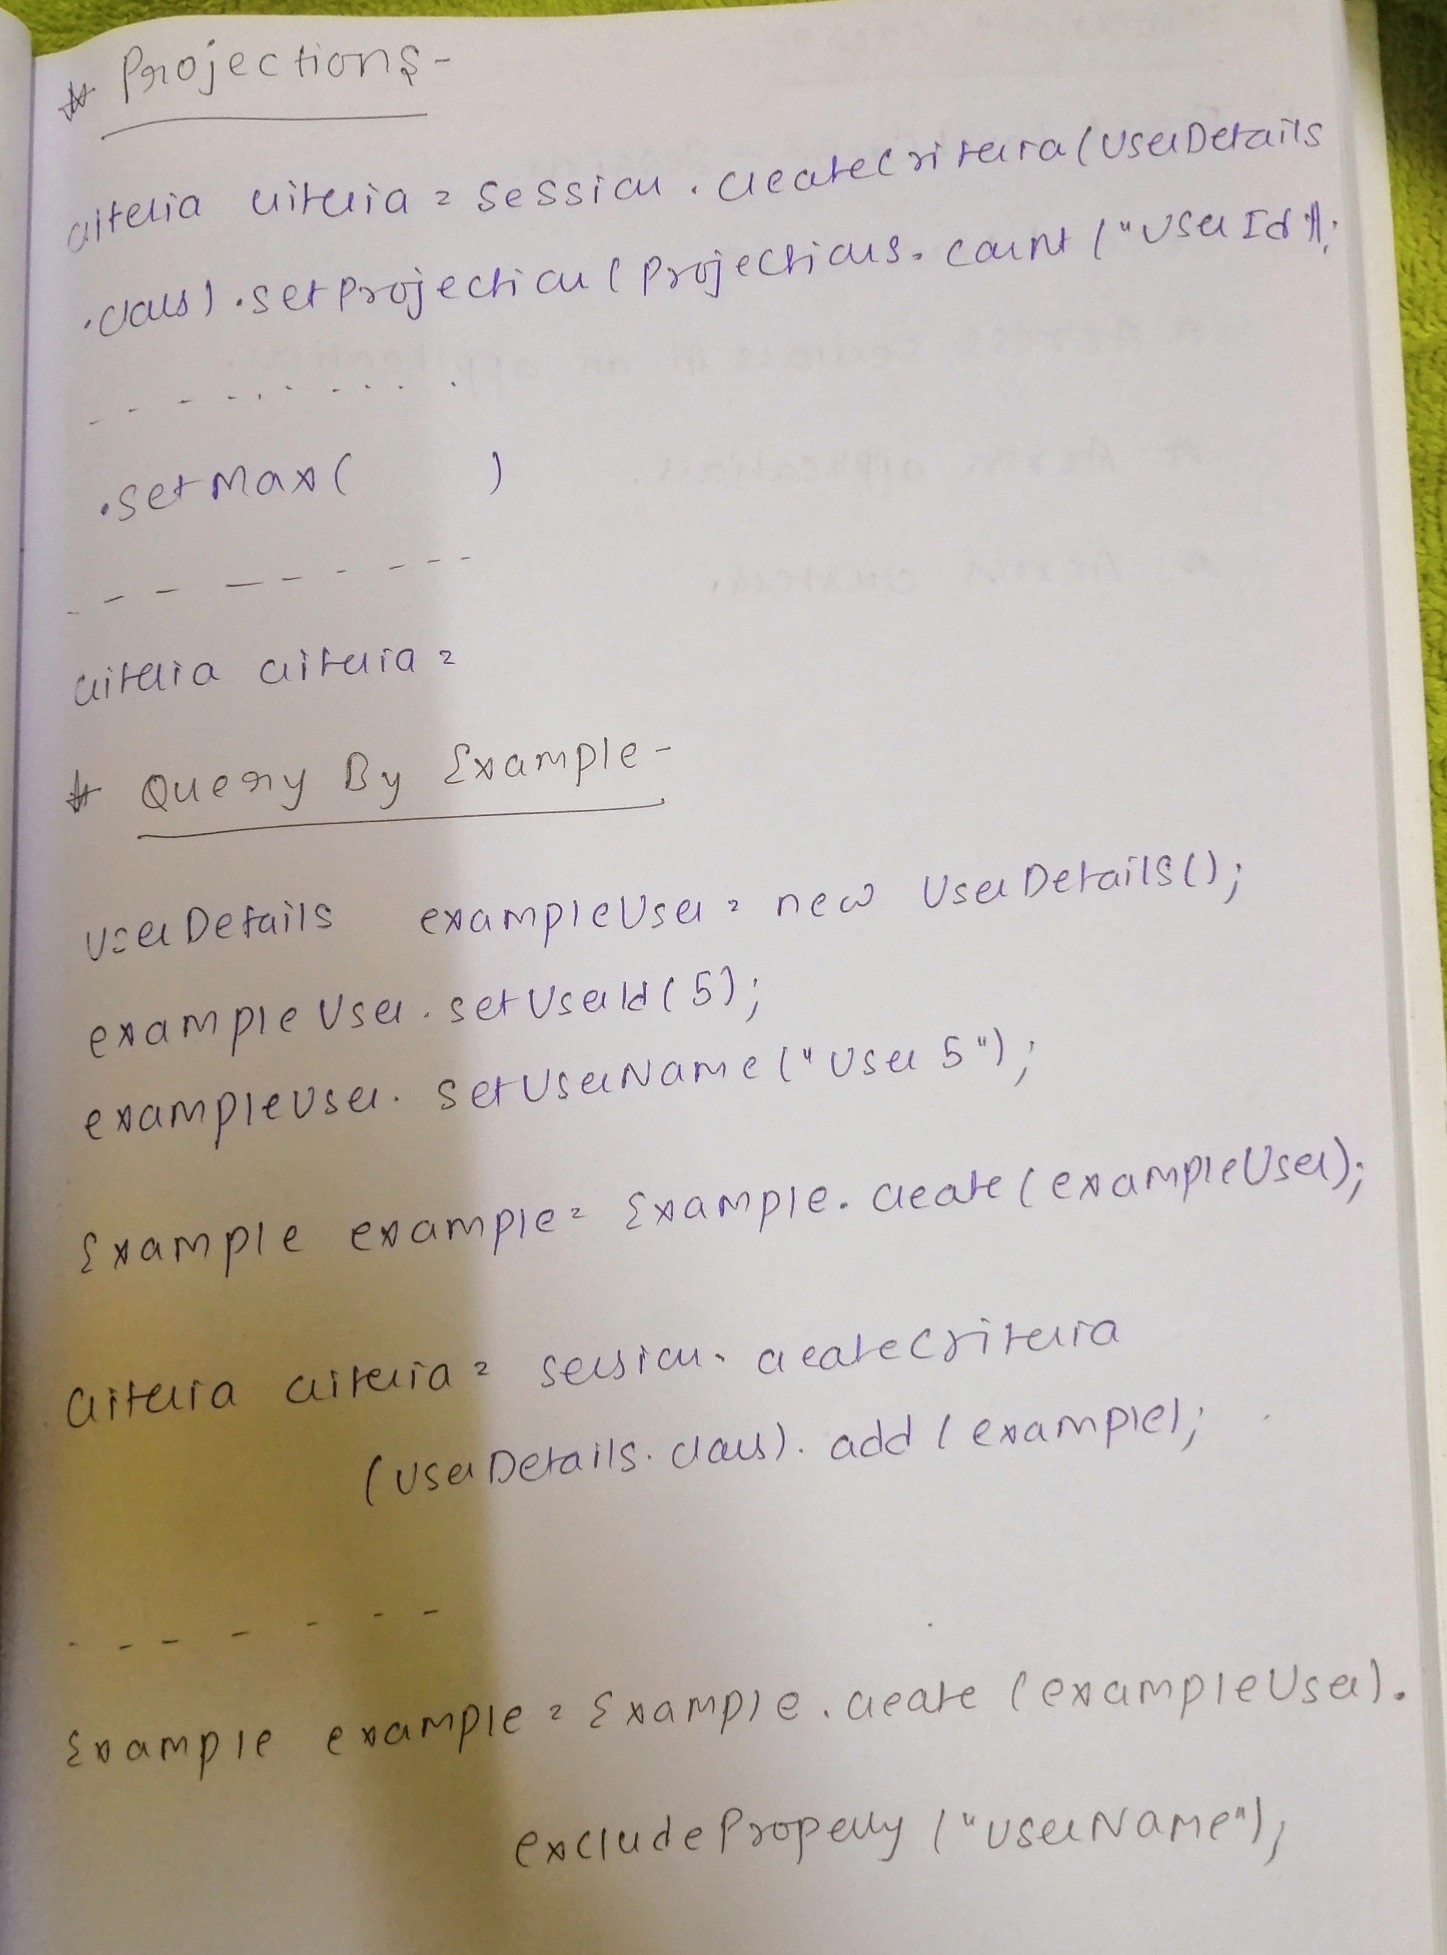 * Projections -
criteria criteria = session . createCriteria (UserDetails
.class) .setProjection ( Projections. count ("UserId");
- - - - - - - - - -
.setMax( )
- - - - - - - - -
criteria criteria =
* Query By Example -
UserDetails exampleUser = new UserDetails();
exampleUser. setUserId(5);
exampleUser. setUserName("User 5");
Example example = Example. create (exampleUser);
Criteria criteria = session. createCriteria
(UserDetails. class). add (example);
- - - - - - -
Example example = Example. create (exampleUser).
excludeProperty ("userName");